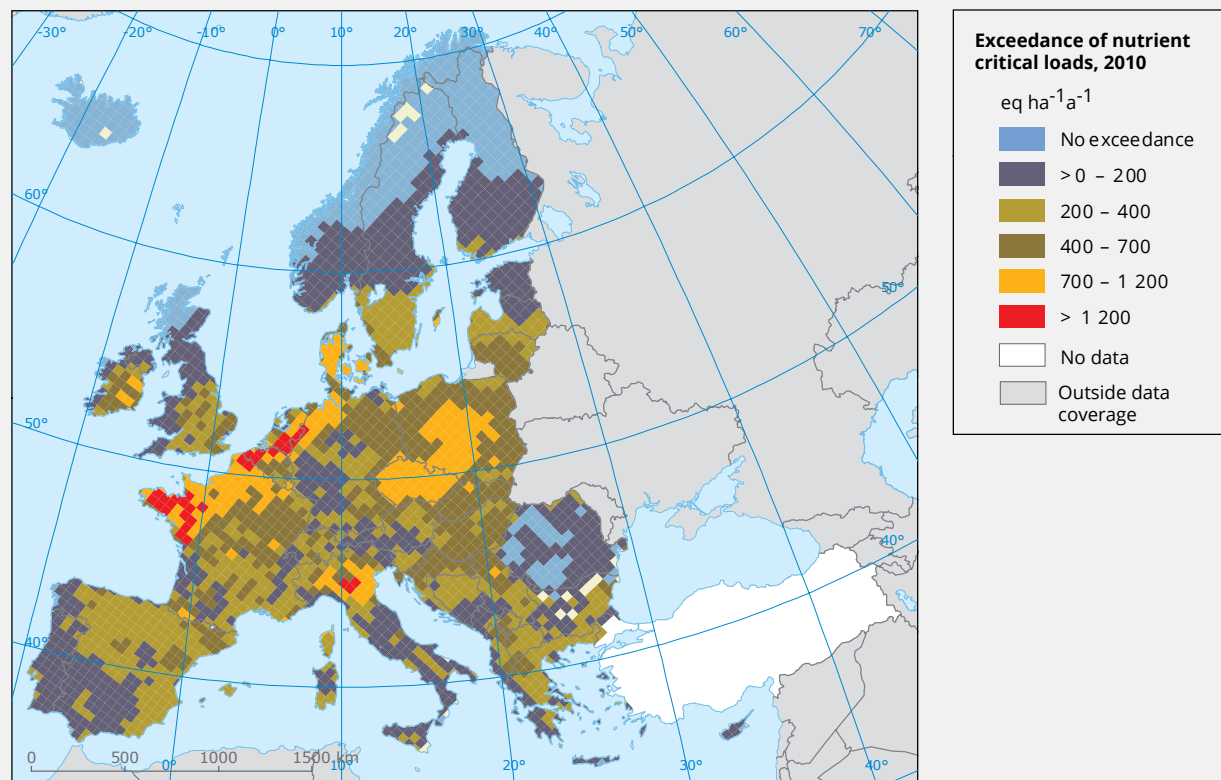 -30°
-20°
-10°
0°
10°
20°
30°
40°
50°
60°
70°
60°
50°
50°
40°
40°
0 500 1000 1500 km
0°
10°
20°
30°
40°
Exceedance of nutrient
critical loads, 2010
eq ha⁻¹a⁻¹
No exceedance
> 0 – 200
200 – 400
400 – 700
700 – 1 200
> 1 200
No data
Outside data
coverage